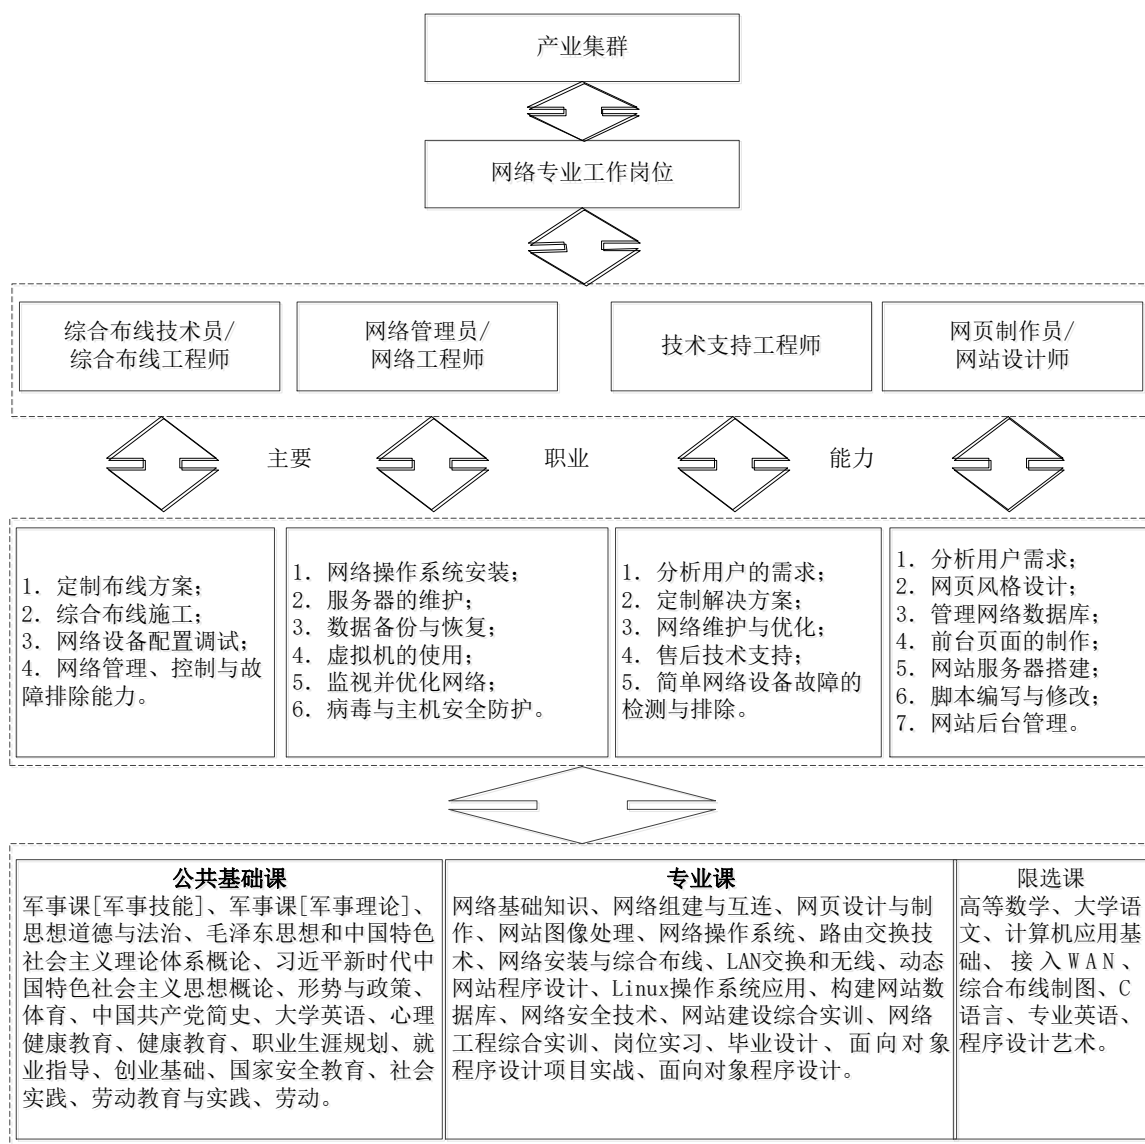 产业集群
网络专业工作岗位
综合布线技术员/
综合布线工程师
网络管理员/
网络工程师
技术支持工程师
网页制作员/
网站设计师
主要
职业
能力
1. 定制布线方案;
2. 综合布线施工;
3. 网络设备配置调试;
4. 网络管理、控制与故
障排除能力。
1. 网络操作系统安装;
2. 服务器的维护;
3. 数据备份与恢复;
4. 虚拟机的使用;
5. 监视并优化网络;
6. 病毒与主机安全防护。
1. 分析用户的需求;
2. 定制解决方案;
3. 网络维护与优化;
4. 售后技术支持;
5. 简单网络设备故障的
检测与排除。
1. 分析用户需求;
2. 网页风格设计;
3. 管理网络数据库;
4. 前台页面的制作;
5. 网站服务器搭建;
6. 脚本编写与修改;
7. 网站后台管理。
公共基础课
军事课[军事技能]、军事课[军事理论]、
思想道德与法治、毛泽东思想和中国特色
社会主义理论体系概论、习近平新时代中
国特色社会主义思想概论、形势与政策、
体育、中国共产党简史、大学英语、心理
健康教育、健康教育、职业生涯规划、就
业指导、创业基础、国家安全教育、社会
实践、劳动教育与实践、劳动。
专业课
网络基础知识、网络组建与互连、网页设计与制
作、网站图像处理、网络操作系统、路由交换技
术、网络安装与综合布线、LAN交换和无线、动态
网站程序设计、Linux操作系统应用、构建网站数
据库、网络安全技术、网站建设综合实训、网络
工程综合实训、岗位实习、毕业设计、面向对象
程序设计项目实战、面向对象程序设计。
限选课
高等数学、大学语
文、计算机应用基
础、接入WAN、
综合布线制图、C
语言、专业英语、
程序设计艺术。